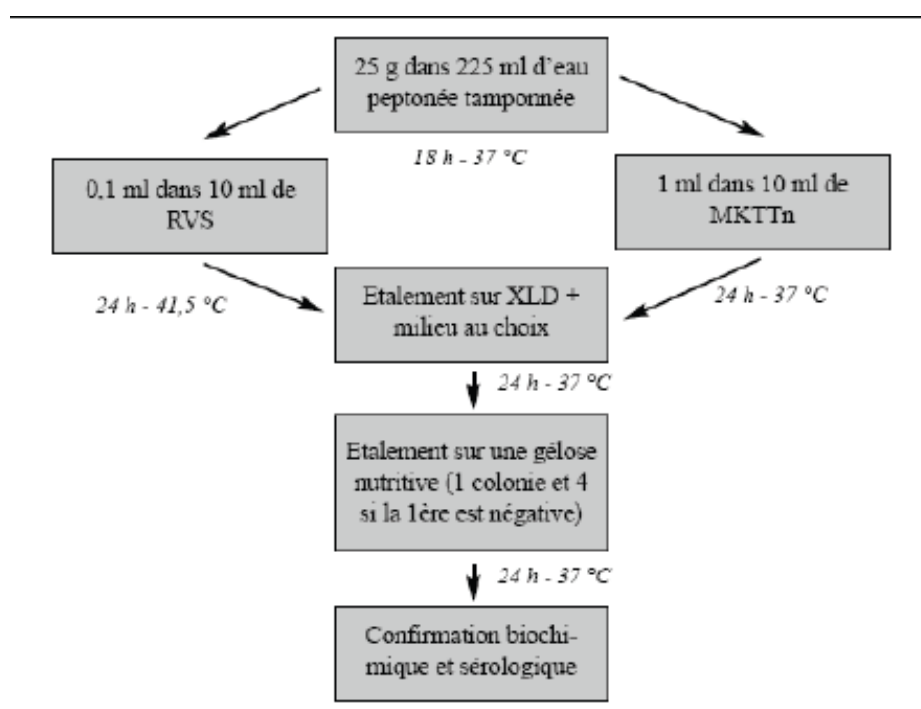 25 g dans 225 ml d'eau
peptonée tamponnée
18 h - 37 °C
0,1 ml dans 10 ml de
RVS
1 ml dans 10 ml de
MKTTn
24 h - 41,5 °C
24 h - 37 °C
Etalement sur XLD +
milieu au choix
24 h - 37 °C
Etalement sur une gélose
nutritive (1 colonie et 4
si la 1ère est négative)
24 h - 37 °C
Confirmation biochi-
mique et sérologique